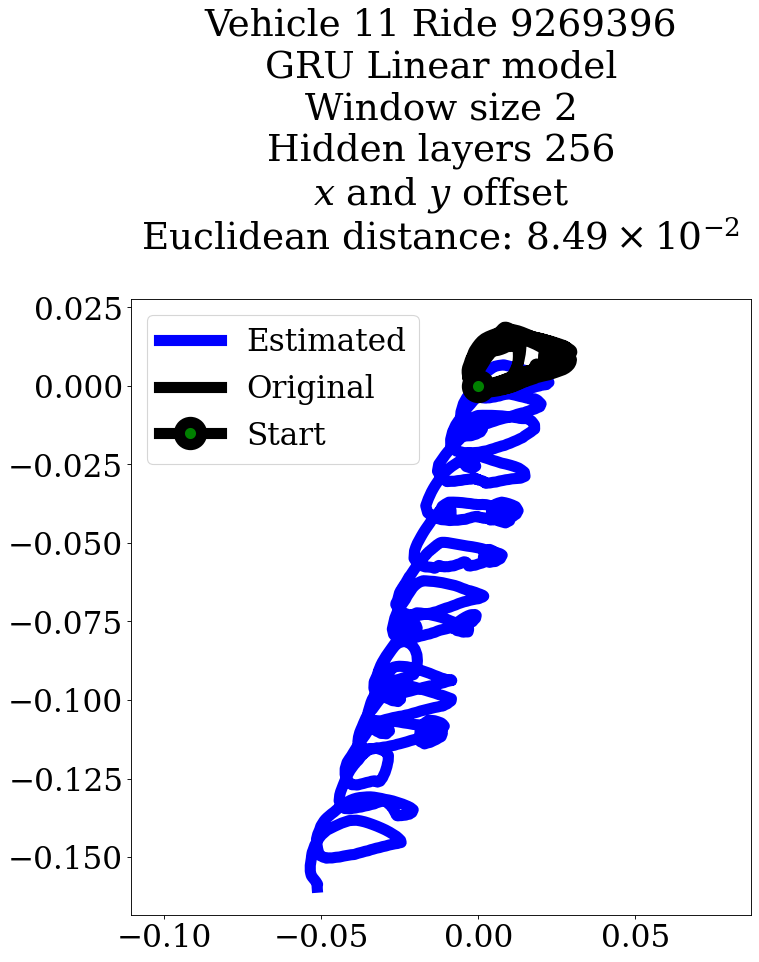 Vehicle 11 Ride 9269396
GRU Linear model
Window size 2
Hidden layers 256
x and y offset
Euclidean distance: 8.49 × 10⁻²
Estimated
Original
Start
0.025
0.000
−0.025
−0.050
−0.075
−0.100
−0.125
−0.150
−0.10
−0.05
0.00
0.05